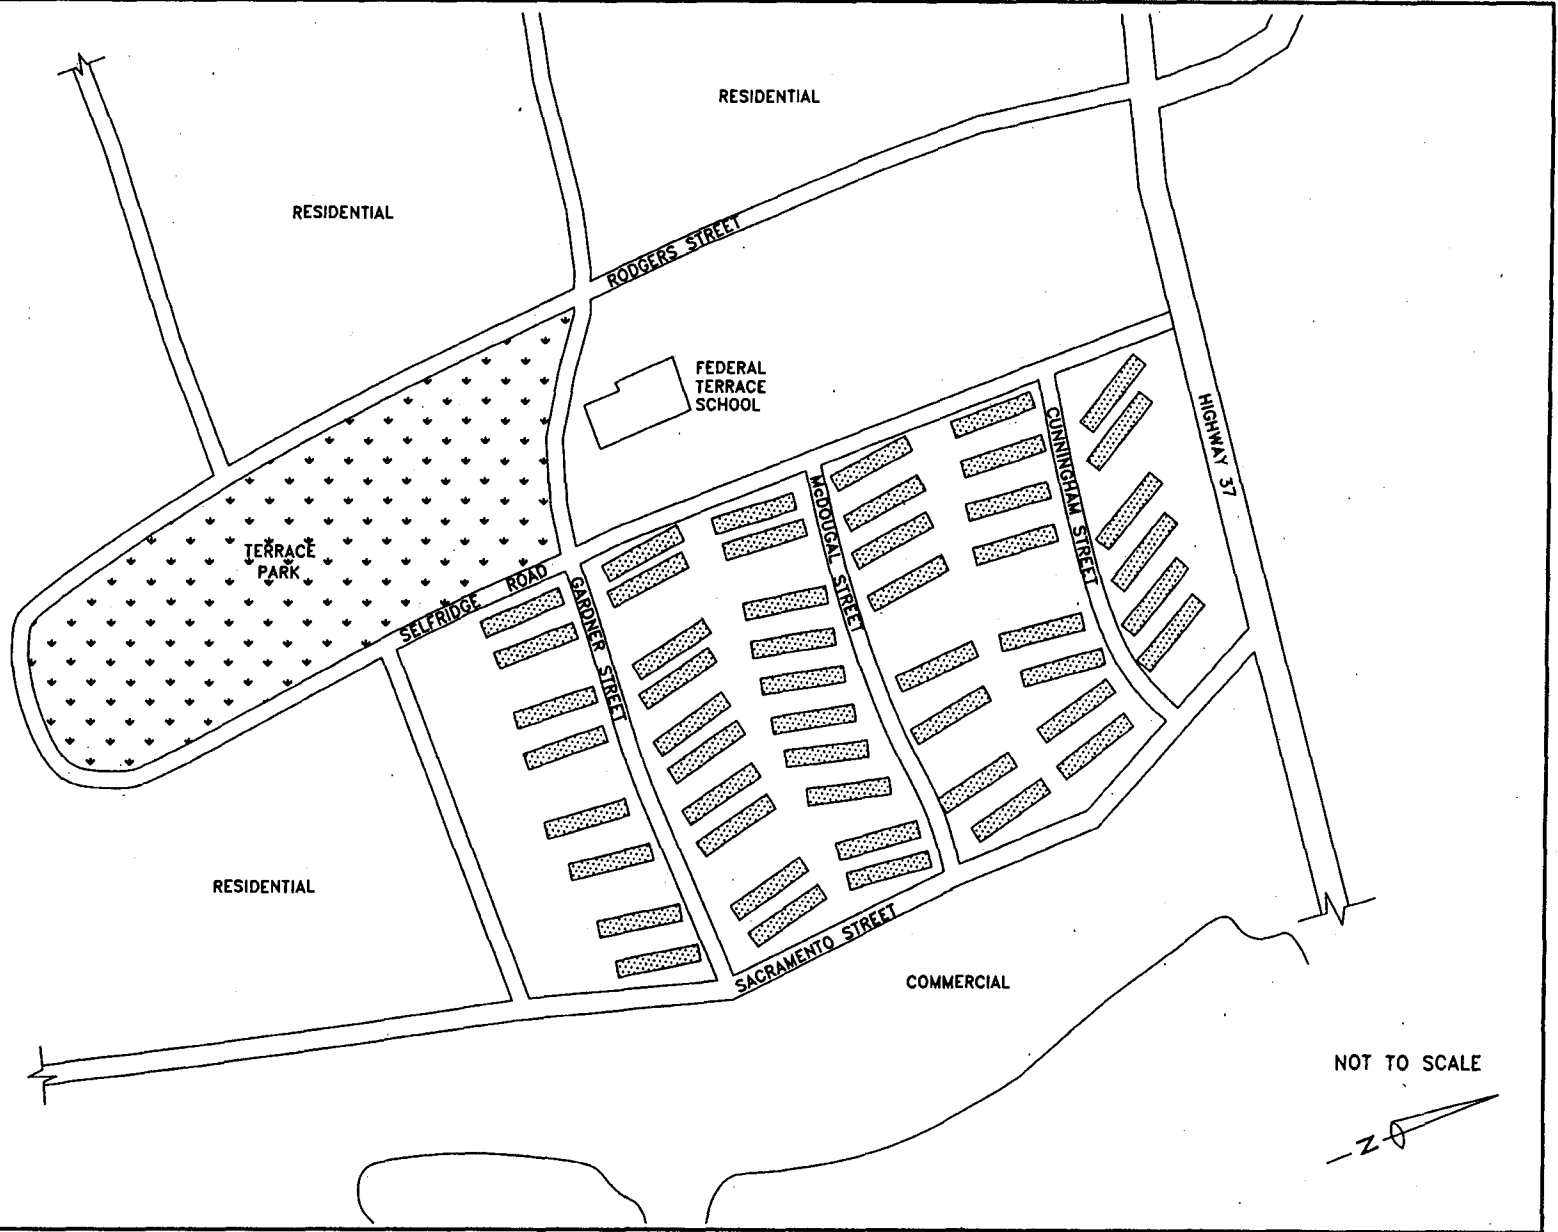 RESIDENTIAL
RESIDENTIAL
RODGERS STREET
FEDERAL
TERRACE
SCHOOL
HIGHWAY 37
CUNNINGHAM STREET
McDOUGAL STREET
TERRACE
PARK
SELFRIDGE ROAD
GARDNER STREET
RESIDENTIAL
SACRAMENTO STREET
COMMERCIAL
NOT TO SCALE
N